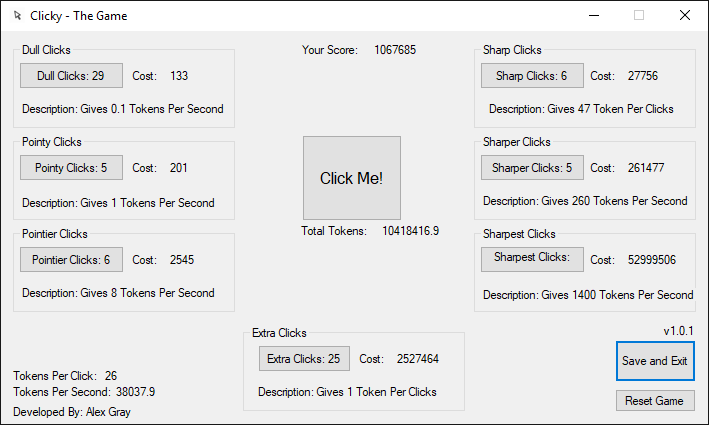 Clicky - The Game
Dull Clicks
Dull Clicks: 29 Cost: 133
Description: Gives 0.1 Tokens Per Second
Pointy Clicks
Pointy Clicks: 5 Cost: 201
Description: Gives 1 Tokens Per Second
Pointier Clicks
Pointier Clicks: 6 Cost: 2545
Description: Gives 8 Tokens Per Second
Your Score: 1067685
Click Me!
Total Tokens: 10418416.9
Sharp Clicks
Sharp Clicks: 6 Cost: 27756
Description: Gives 47 Token Per Clicks
Sharper Clicks
Sharper Clicks: 5 Cost: 261477
Description: Gives 260 Tokens Per Second
Sharpest Clicks
Sharpest Clicks: Cost: 52999506
Description: Gives 1400 Tokens Per Second
Extra Clicks
Extra Clicks: 25 Cost: 2527464
Description: Gives 1 Token Per Clicks
Tokens Per Click: 26
Tokens Per Second: 38037.9
Developed By: Alex Gray
v1.0.1
Save and Exit
Reset Game